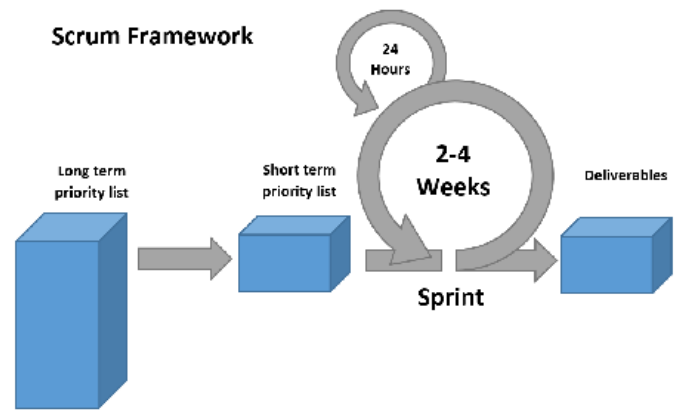 Scrum Framework
24
Hours
Long term
priority list
Short term
priority list
2-4
Weeks
Deliverables
Sprint